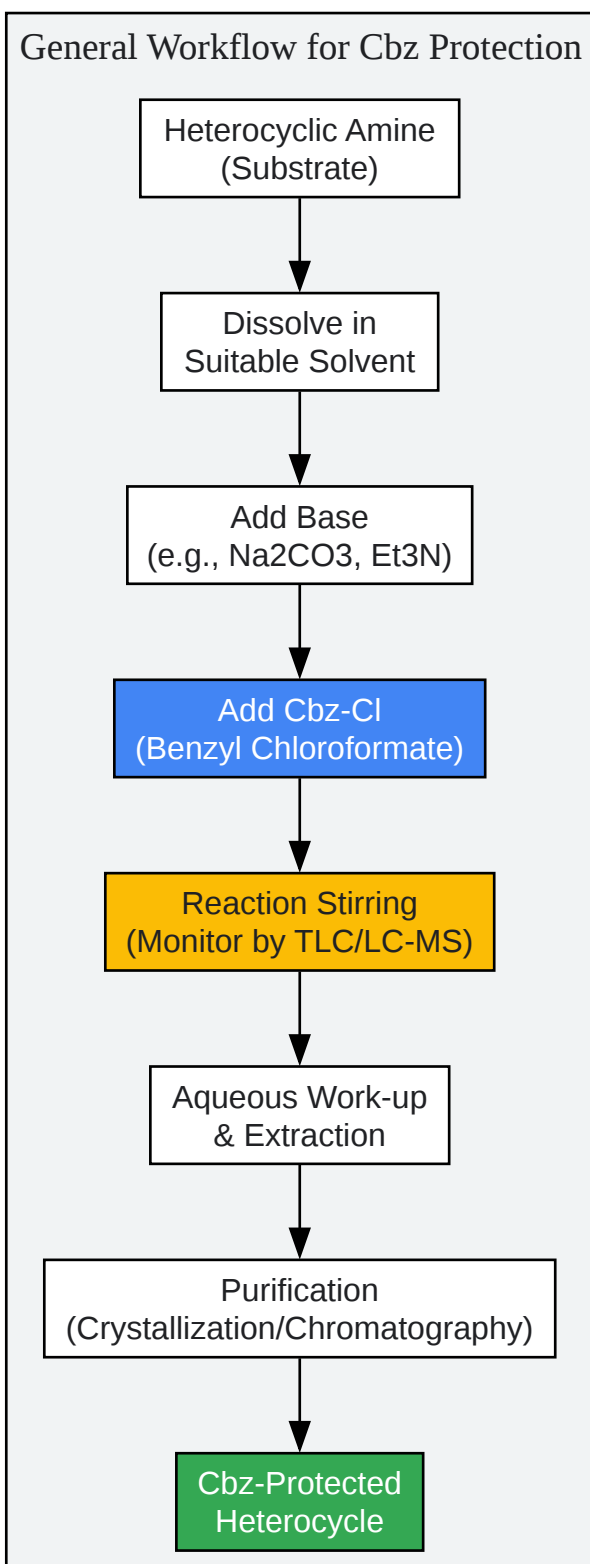 General Workflow for Cbz Protection
Heterocyclic Amine
(Substrate)
Dissolve in
Suitable Solvent
Add Base
(e.g., Na2CO3, Et3N)
Add Cbz-Cl
(Benzyl Chloroformate)
Reaction Stirring
(Monitor by TLC/LC-MS)
Aqueous Work-up
& Extraction
Purification
(Crystallization/Chromatography)
Cbz-Protected
Heterocycle